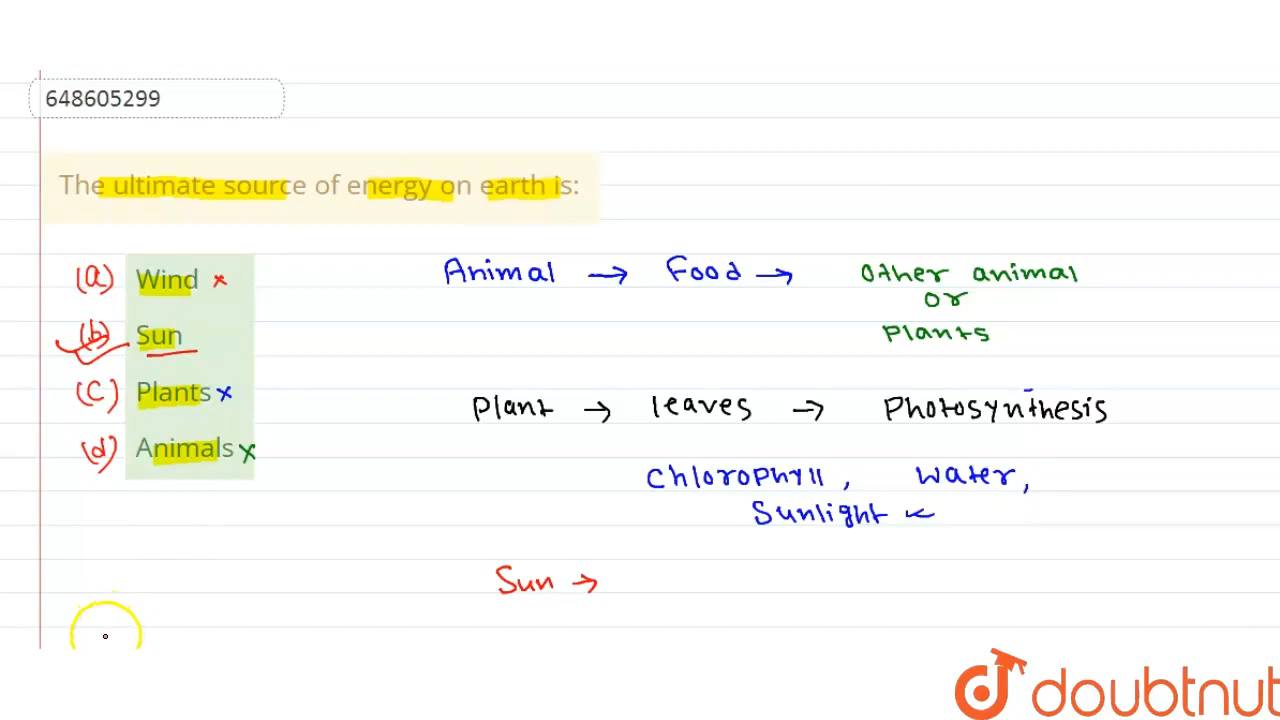 648605299
The ultimate source of energy on earth is:
(a) Wind ×
(b) Sun
(c) Plants ×
(d) Animals ×
Animal → Food → Other animal
or
Plants
Plant → leaves → Photosynthesis
Chlorophyll, water,
Sunlight ←
Sun →
doubtnut